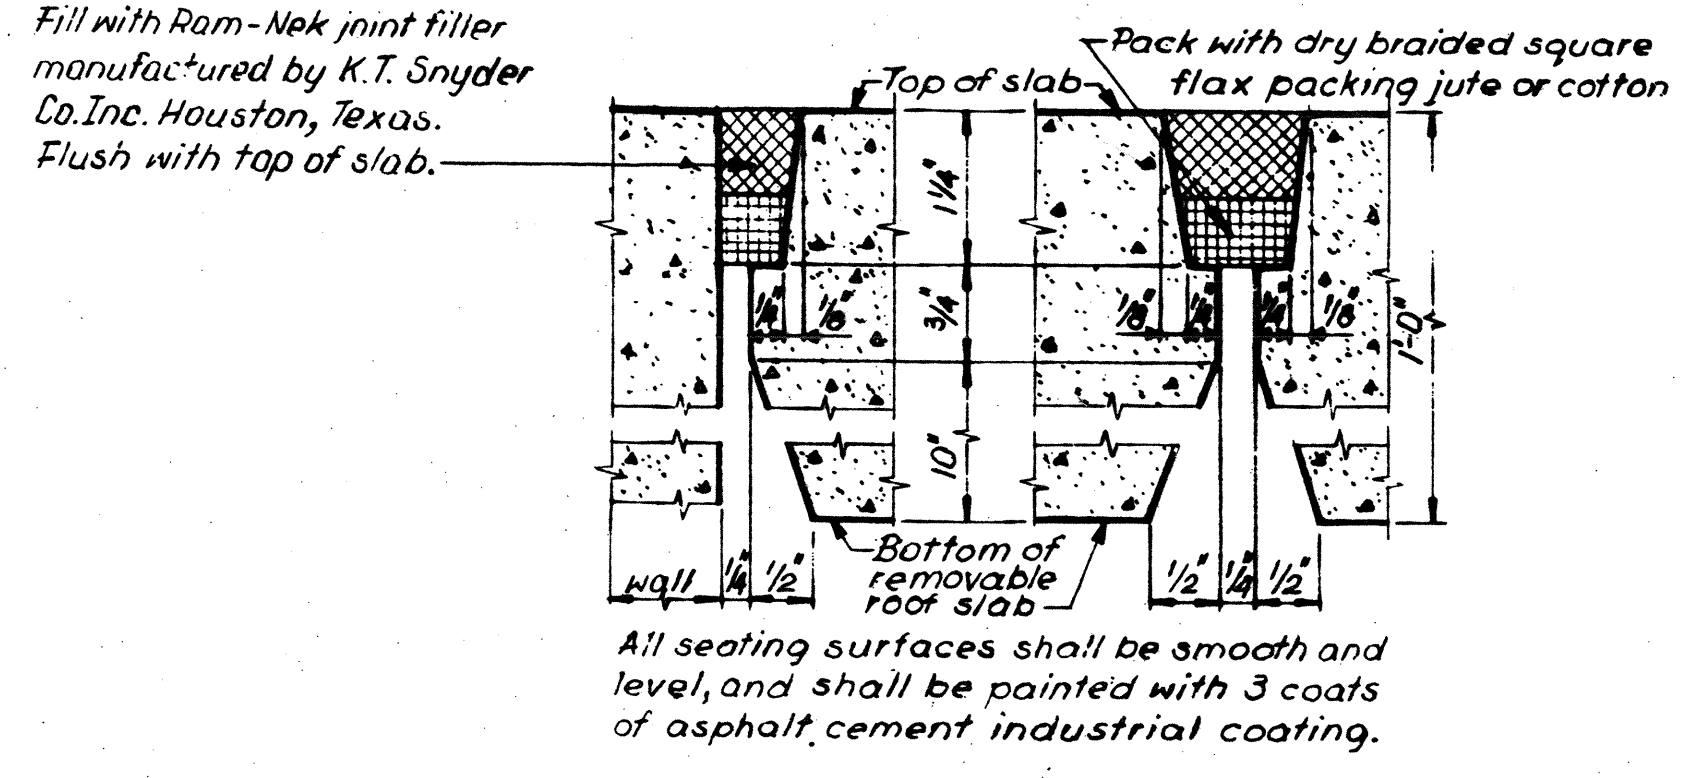 Fill with Ram-Nek joint filler
manufactured by K.T. Snyder
Co. Inc. Houston, Texas.
Flush with top of slab.
Top of slab
Pack with dry braided square
flax packing jute or cotton
1 1/4"
3/4"
10"
1/4" 1/8"
1/8" 1/4" 1/4" 1/8"
1'-0"
wall 1/4" 1/2"
Bottom of
removable
roof slab
1/2" 1/4" 1/2"
All seating surfaces shall be smooth and
level, and shall be painted with 3 coats
of asphalt cement industrial coating.